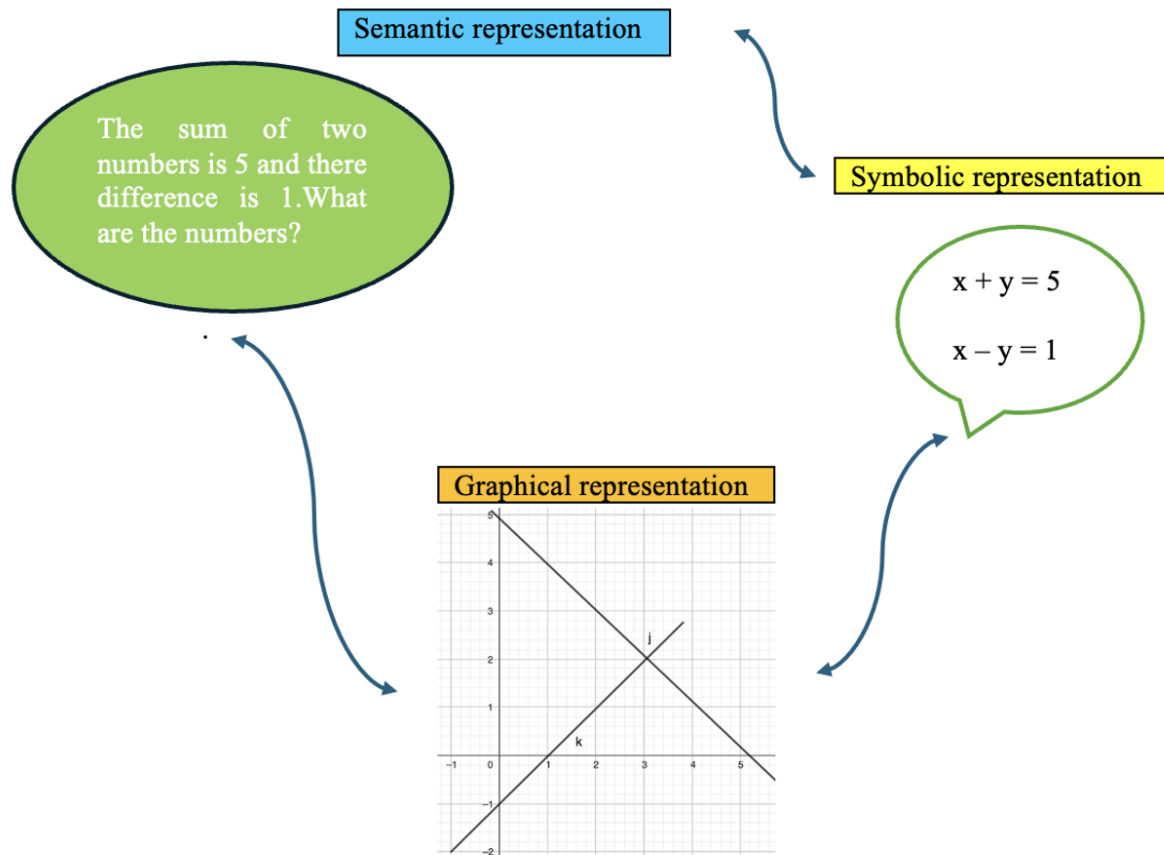 Semantic representation
The sum of two
numbers is 5 and there
difference is 1.What
are the numbers?
.
Symbolic representation
x + y = 5
x – y = 1
Graphical representation
5
4
3
j
2
1
k
−1 0 1 2 3 4 5
−1
−2